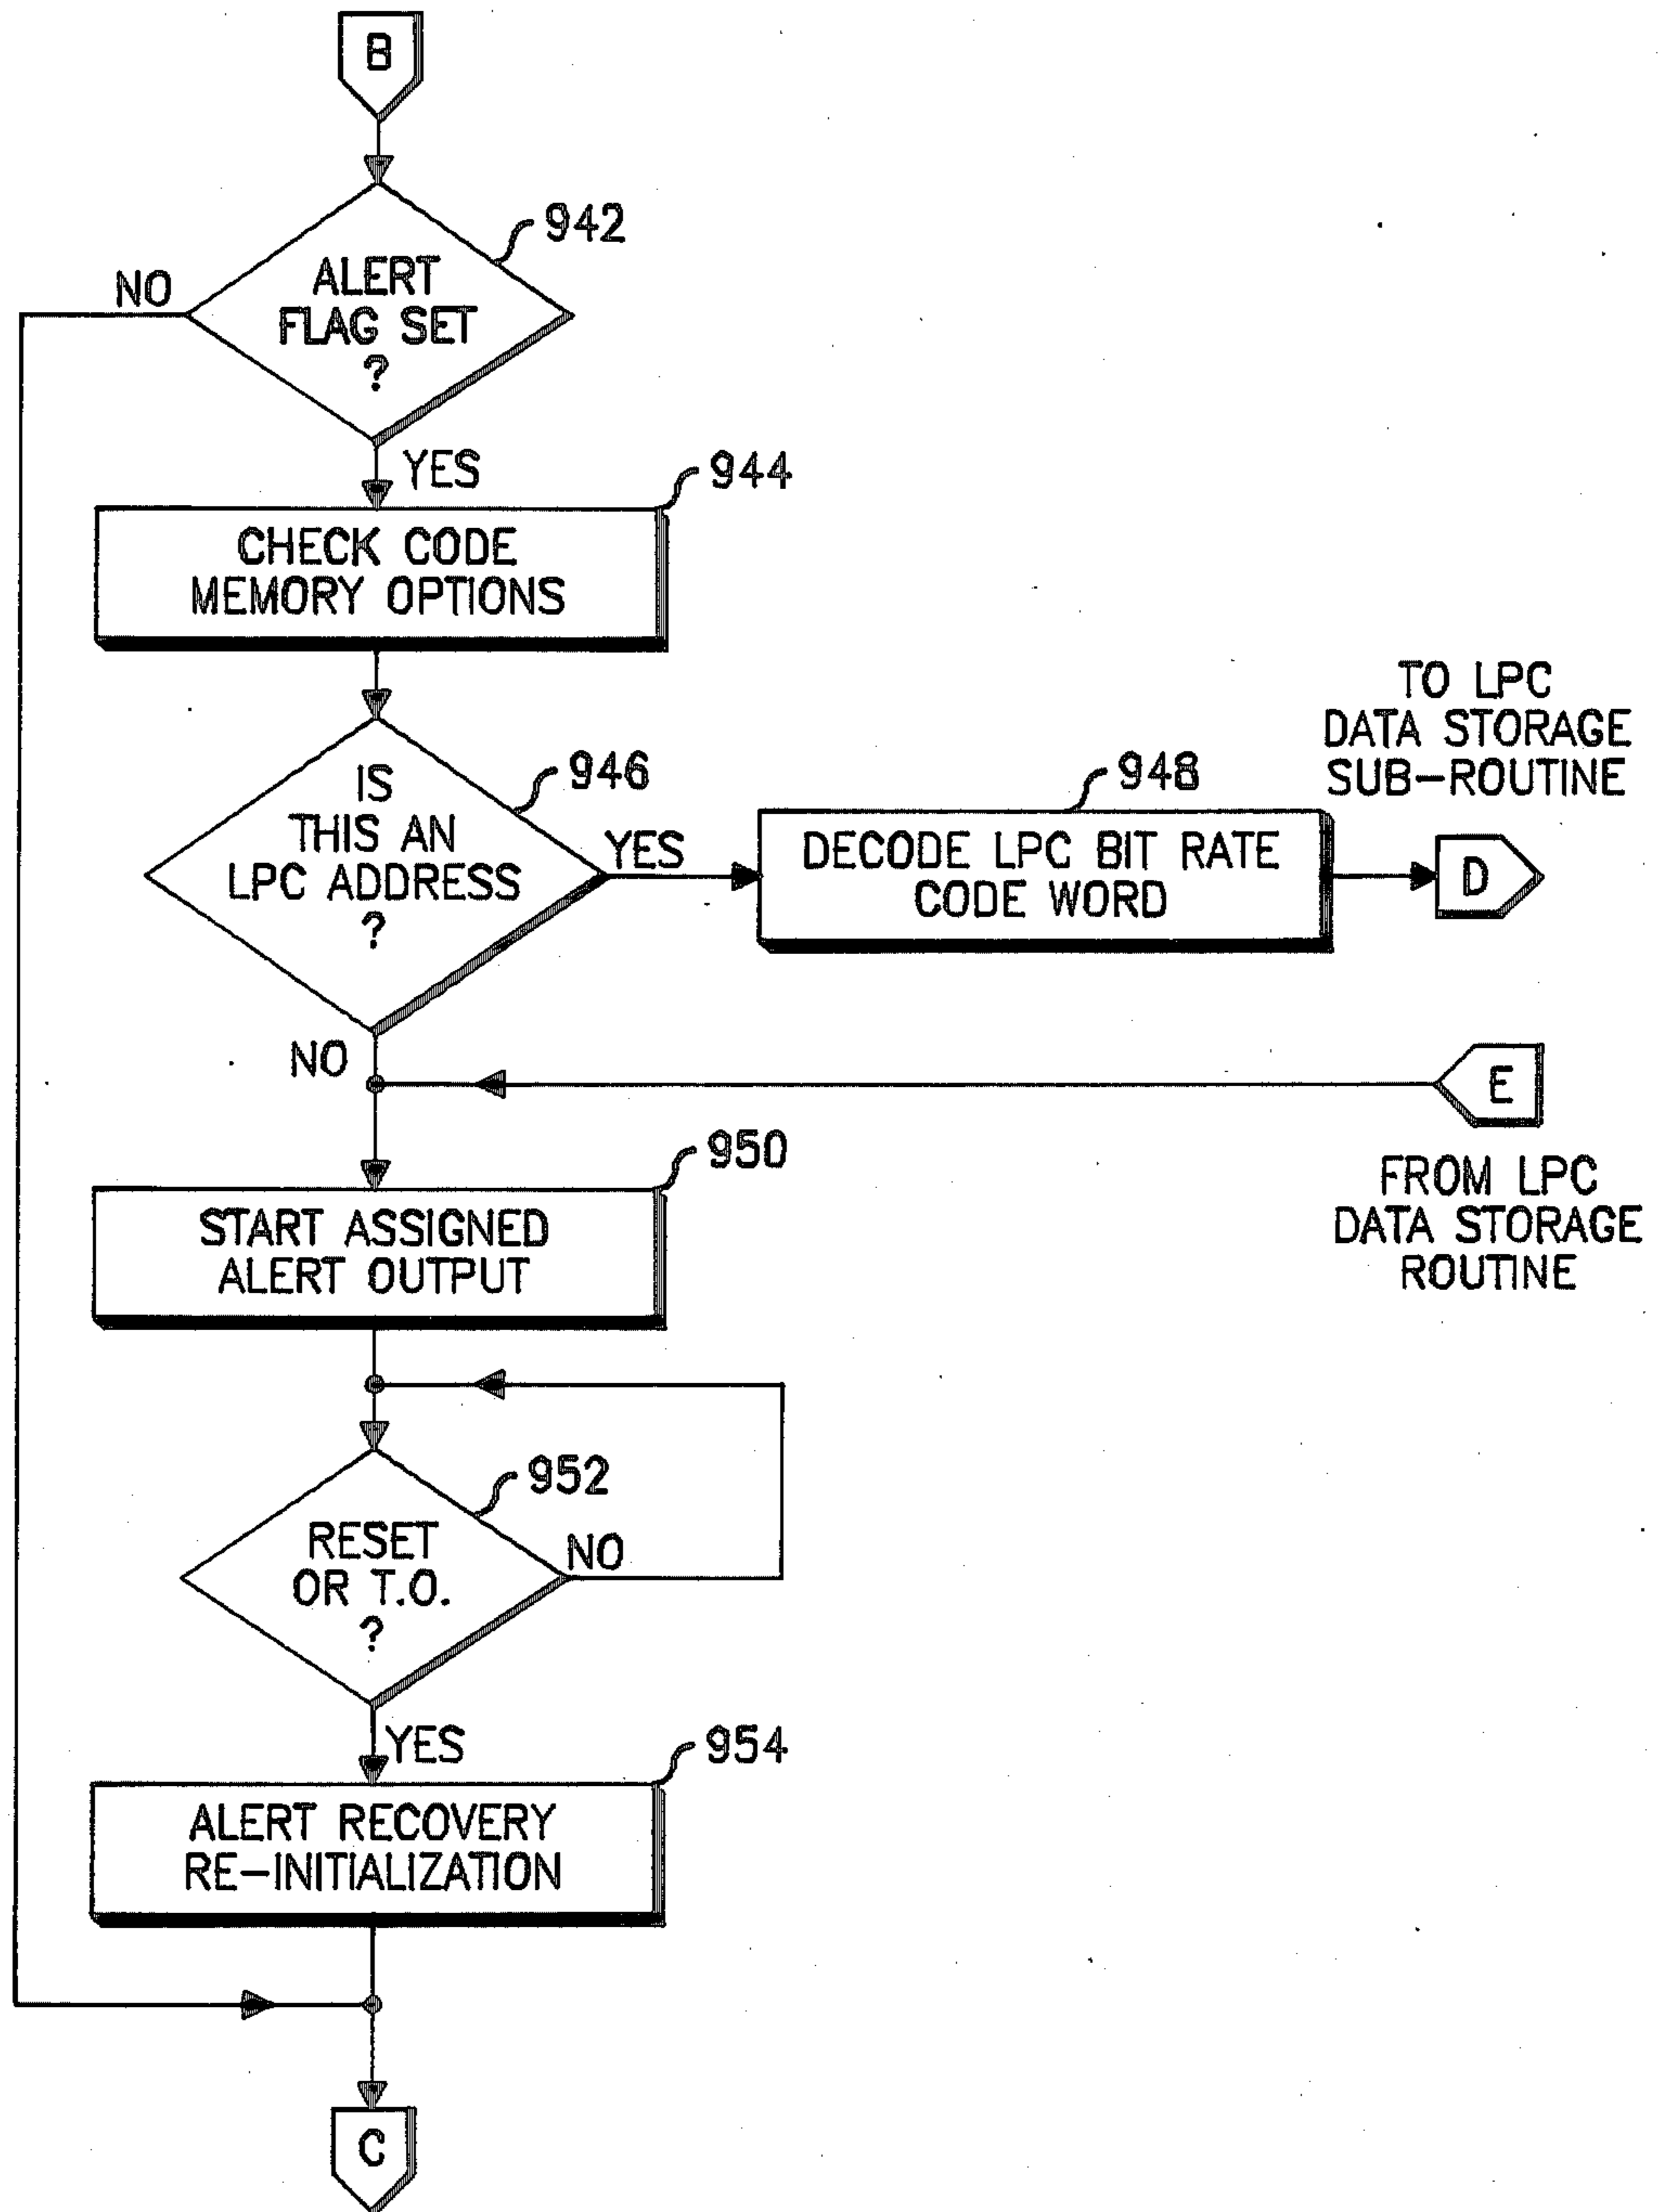 B
942
ALERT
FLAG SET
?
NO
YES
944
CHECK CODE
MEMORY OPTIONS
946
IS
THIS AN
LPC ADDRESS
?
YES
948
DECODE LPC BIT RATE
CODE WORD
TO LPC
DATA STORAGE
SUB-ROUTINE
D
NO
E
FROM LPC
DATA STORAGE
ROUTINE
950
START ASSIGNED
ALERT OUTPUT
952
RESET
OR T.O.
?
NO
YES
954
ALERT RECOVERY
RE-INITIALIZATION
C